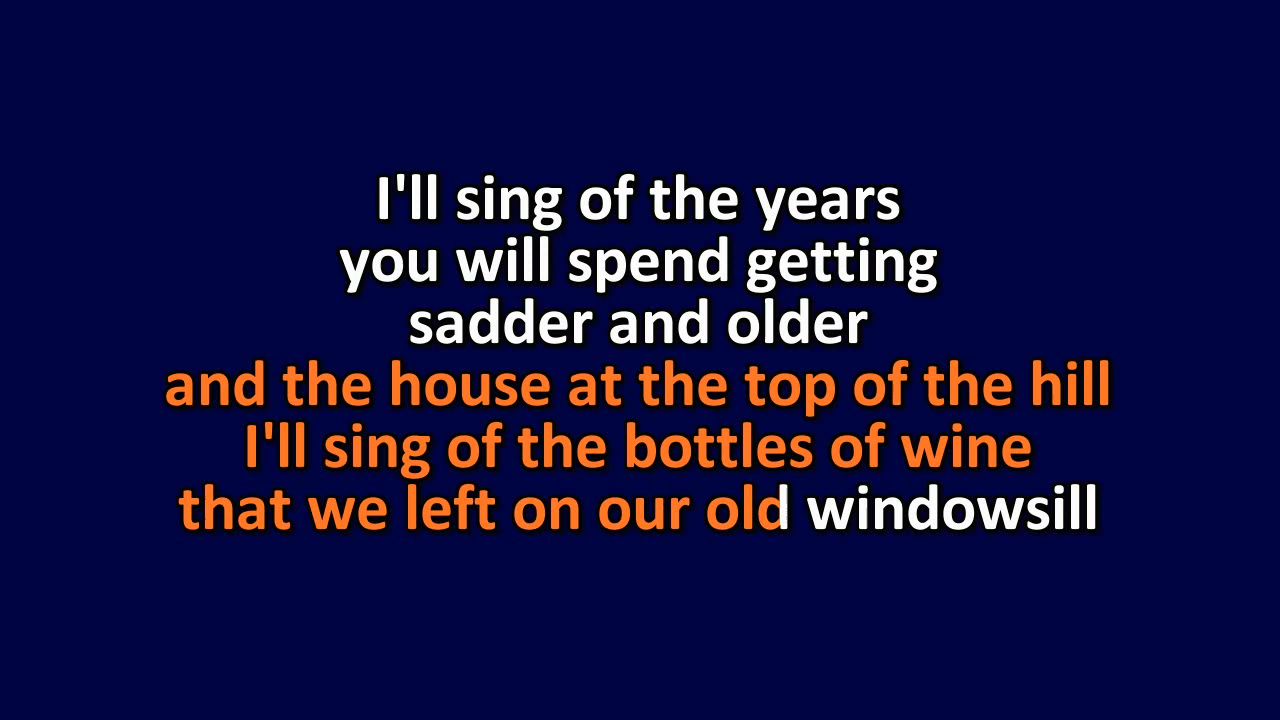 I'll sing of the years
you will spend getting
sadder and older
and the house at the top of the hill
I'll sing of the bottles of wine
that we left on our old windowsill